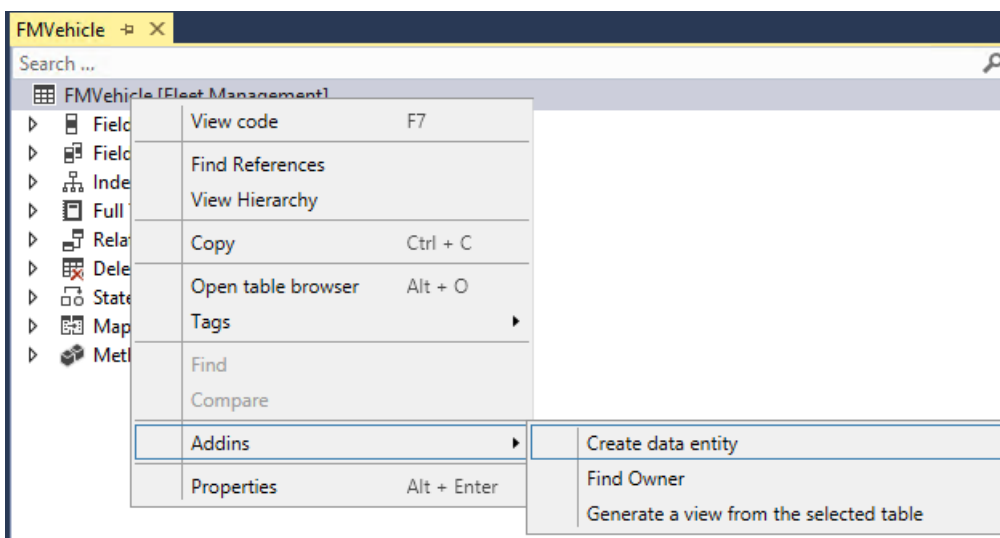 FMVehicle
Search ...
FMVehicle [Fleet Management]
View code F7
Find References
View Hierarchy
Copy Ctrl + C
Open table browser Alt + O
Tags
Find
Compare
Addins
Create data entity
Properties Alt + Enter
Find Owner
Generate a view from the selected table
Full